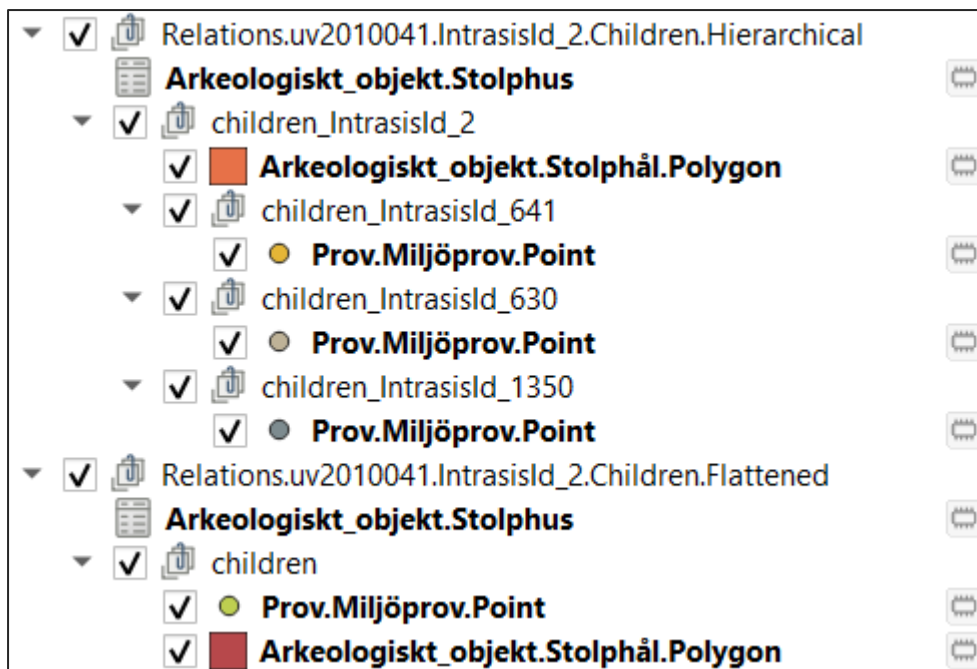 Relations.uv2010041.IntrasisId_2.Children.Hierarchical
Arkeologiskt_objekt.Stolphus
children_IntrasisId_2
Arkeologiskt_objekt.Stolphål.Polygon
children_IntrasisId_641
Prov.Miljöprov.Point
children_IntrasisId_630
Prov.Miljöprov.Point
children_IntrasisId_1350
Prov.Miljöprov.Point
Relations.uv2010041.IntrasisId_2.Children.Flattened
Arkeologiskt_objekt.Stolphus
children
Prov.Miljöprov.Point
Arkeologiskt_objekt.Stolphål.Polygon